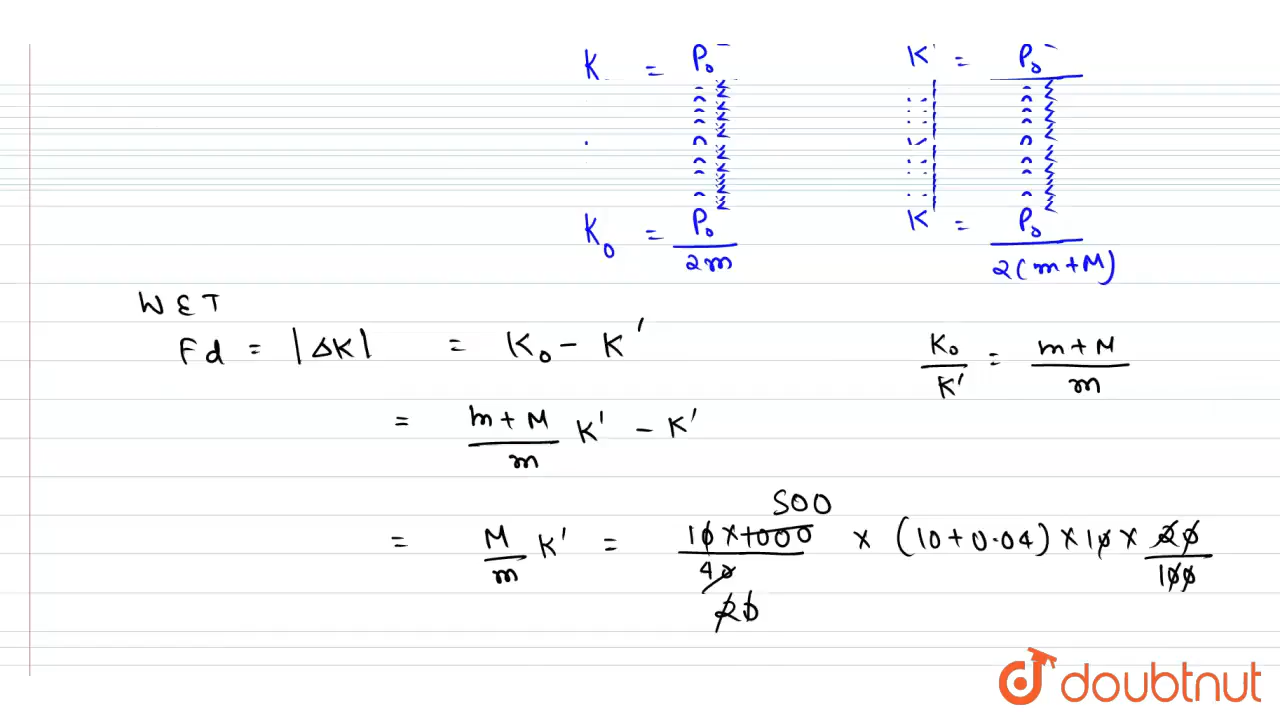 K = P₀ K = P₀
K₀ = P₀ / 2m K = P₀ / 2(m+M)
W E T
Fd = |ΔK| = K₀ - K'
K₀ / K' = m+M / m
= m+M / m K' - K'
500
= M / m K' = 10 x 1000 / 40 x (10+0.04) x 10 x 20 / 100
20
doubtnut